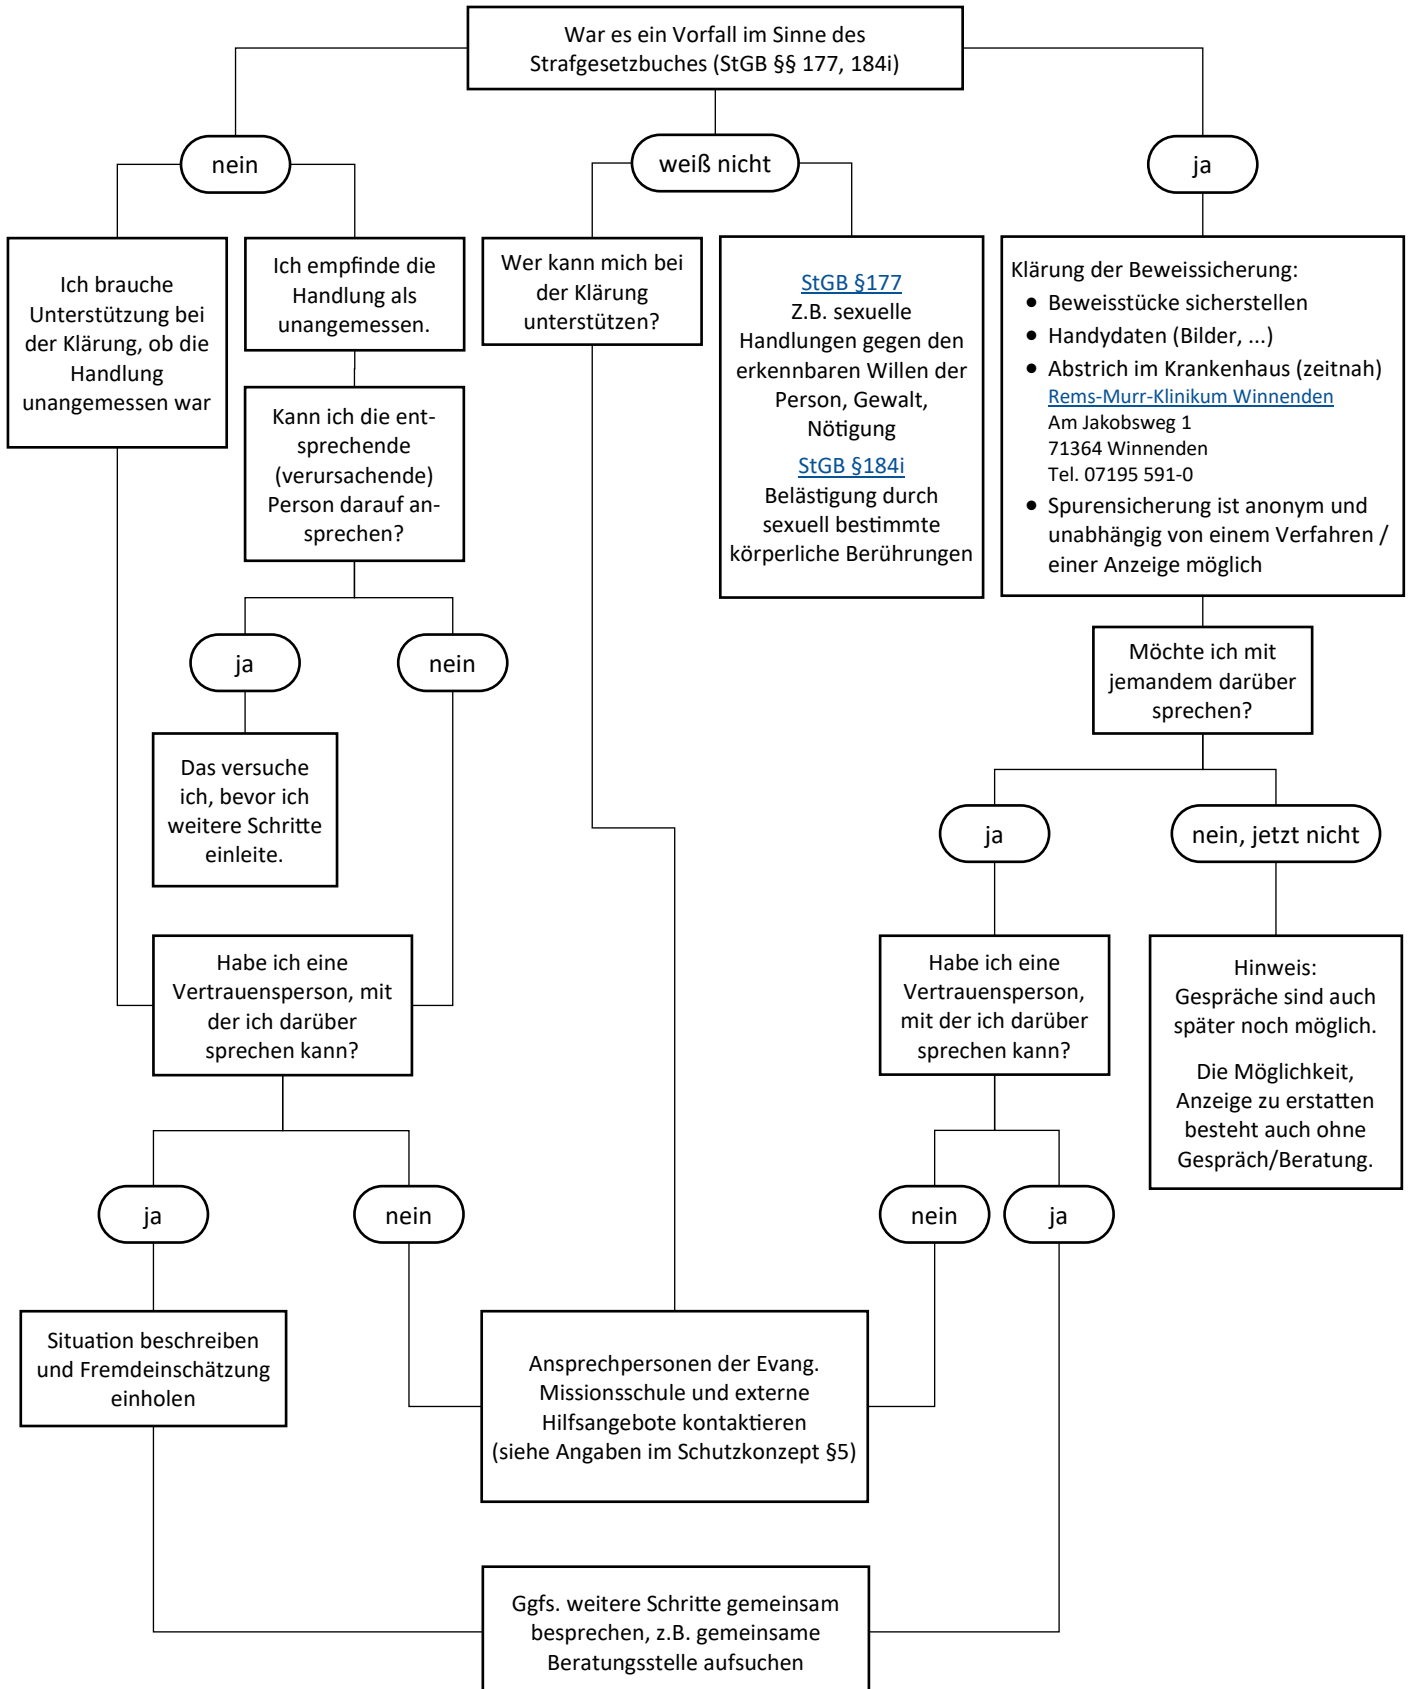 War es ein Vorfall im Sinne des
Strafgesetzbuches (StGB §§ 177, 184i)
nein
weiß nicht
ja
Ich brauche
Unterstützung bei
der Klärung, ob die
Handlung
unangemessen war
Ich empfinde die
Handlung als
unangemessen.
Wer kann mich bei
der Klärung
unterstützen?
StGB §177
Z.B. sexuelle
Handlungen gegen den
erkennbaren Willen der
Person, Gewalt,
Nötigung
StGB §184i
Belästigung durch
sexuell bestimmte
körperliche Berührungen
Klärung der Beweissicherung:
• Beweisstücke sicherstellen
• Handydaten (Bilder, ...)
• Abstrich im Krankenhaus (zeitnah)
Rems-Murr-Klinikum Winnenden
Am Jakobsweg 1
71364 Winnenden
Tel. 07195 591-0
• Spurensicherung ist anonym und
unabhängig von einem Verfahren /
einer Anzeige möglich
Kann ich die ent-
sprechende
(verursachende)
Person darauf an-
sprechen?
ja
nein
Möchte ich mit
jemandem darüber
sprechen?
Das versuche
ich, bevor ich
weitere Schritte
einleite.
ja
nein, jetzt nicht
Habe ich eine
Vertrauensperson, mit
der ich darüber
sprechen kann?
Habe ich eine
Vertrauensperson,
mit der ich darüber
sprechen kann?
Hinweis:
Gespräche sind auch
später noch möglich.
Die Möglichkeit,
Anzeige zu erstatten
besteht auch ohne
Gespräch/Beratung.
ja
nein
nein
ja
Situation beschreiben
und Fremdeinschätzung
einholen
Ansprechpersonen der Evang.
Missionsschule und externe
Hilfsangebote kontaktieren
(siehe Angaben im Schutzkonzept §5)
Ggfs. weitere Schritte gemeinsam
besprechen, z.B. gemeinsame
Beratungsstelle aufsuchen